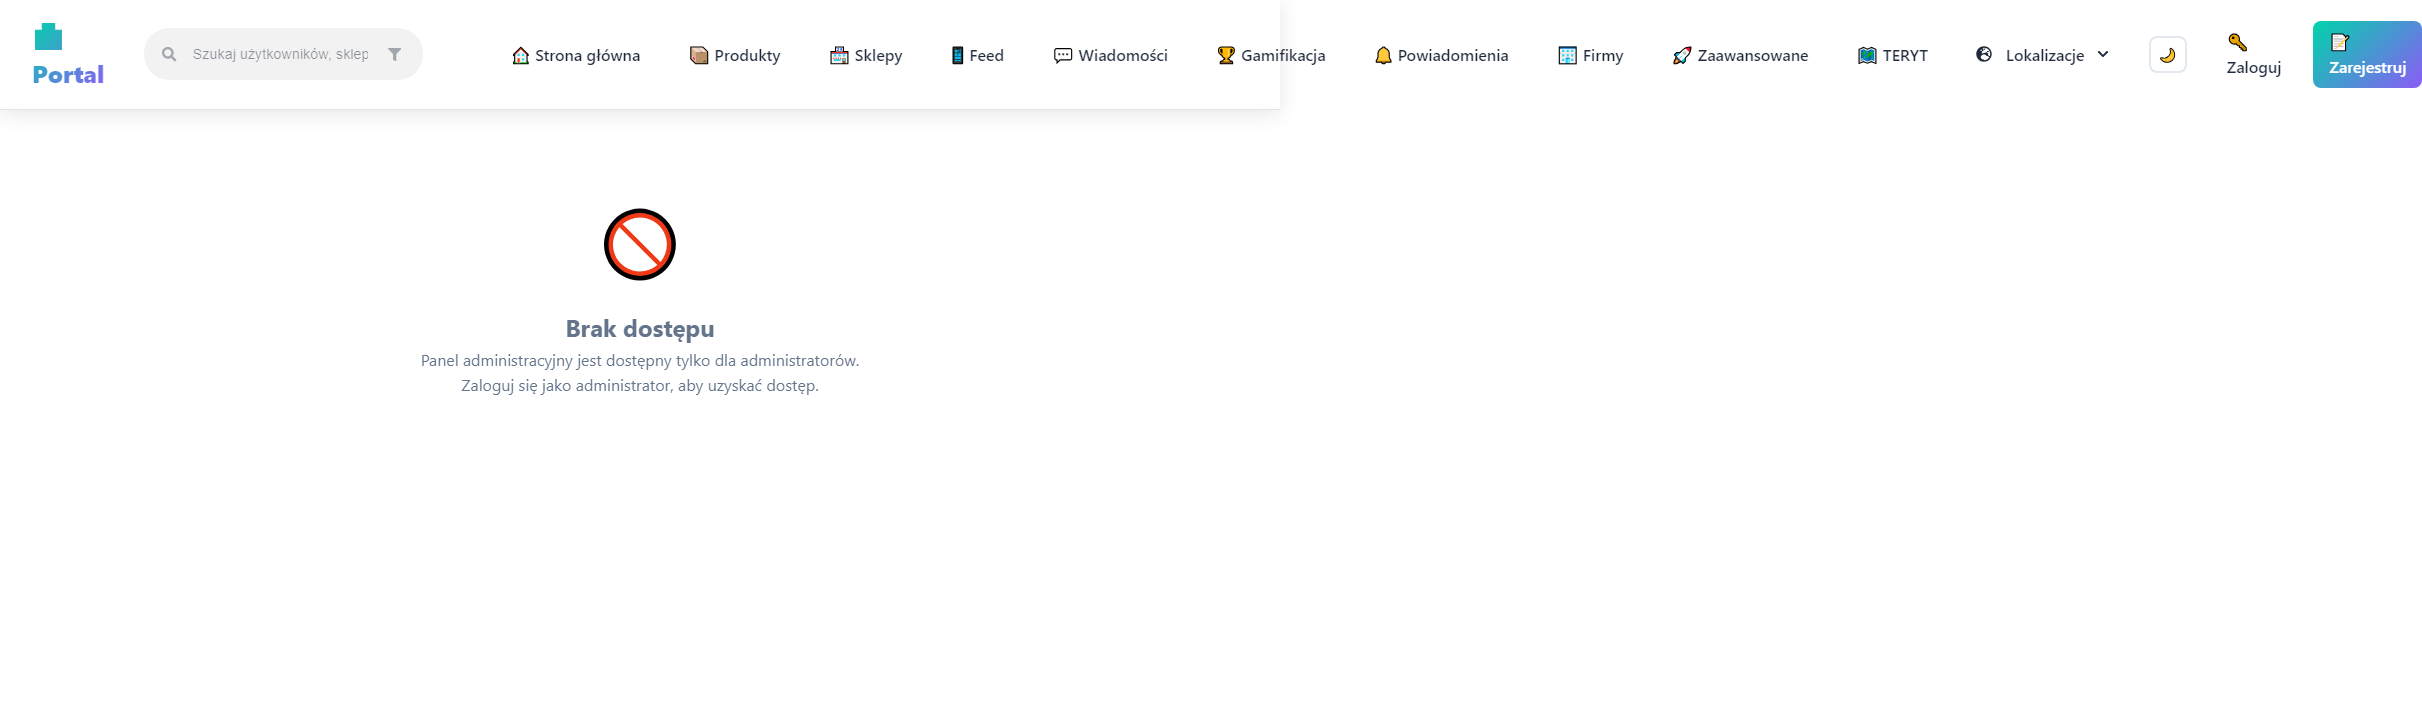 Portal
Szukaj użytkowników, sklep
Strona główna
Produkty
Sklepy
Feed
Wiadomości
Gamifikacja
Powiadomienia
Firmy
Zaawansowane
TERYT
Lokalizacje
Zaloguj
Zarejestruj
Brak dostępu
Panel administracyjny jest dostępny tylko dla administratorów.
Zaloguj się jako administrator, aby uzyskać dostęp.